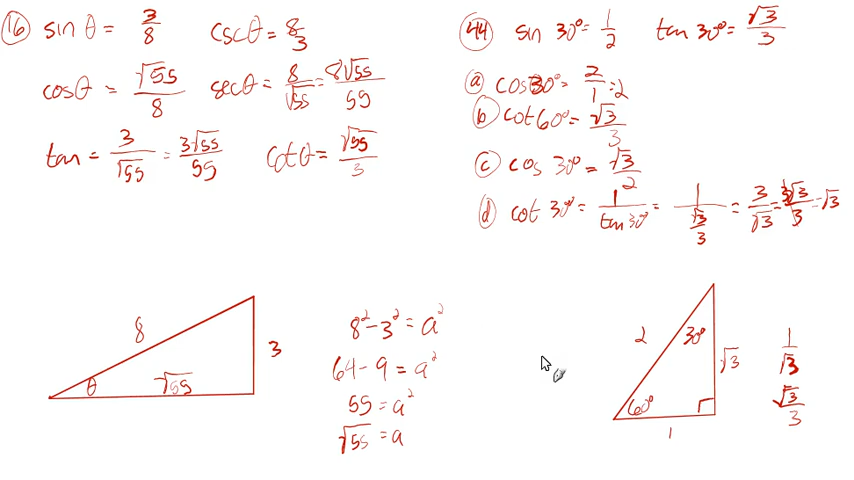 (16) sin θ = 3/8 csc θ = 8/3
cos θ = √55/8 sec θ = 8/√55 = 8√55/55
tan = 3/√55 = 3√55/55 cot θ = √55/3
8
3
θ
√55
8² - 3² = a²
64 - 9 = a²
55 = a²
√55 = a
(44) sin 30° = 1/2 tan 30° = √3/3
(a) cos30° = 2/1 = 2
(b) cot 60° = √3/3
(c) cos 30° = √3/2
(d) cot 30° = 1/tan 30° = 1/(√3/3) = 3/√3 = 3√3/3 = √3
2
30°
√3
60°
1
1/√3
√3/3